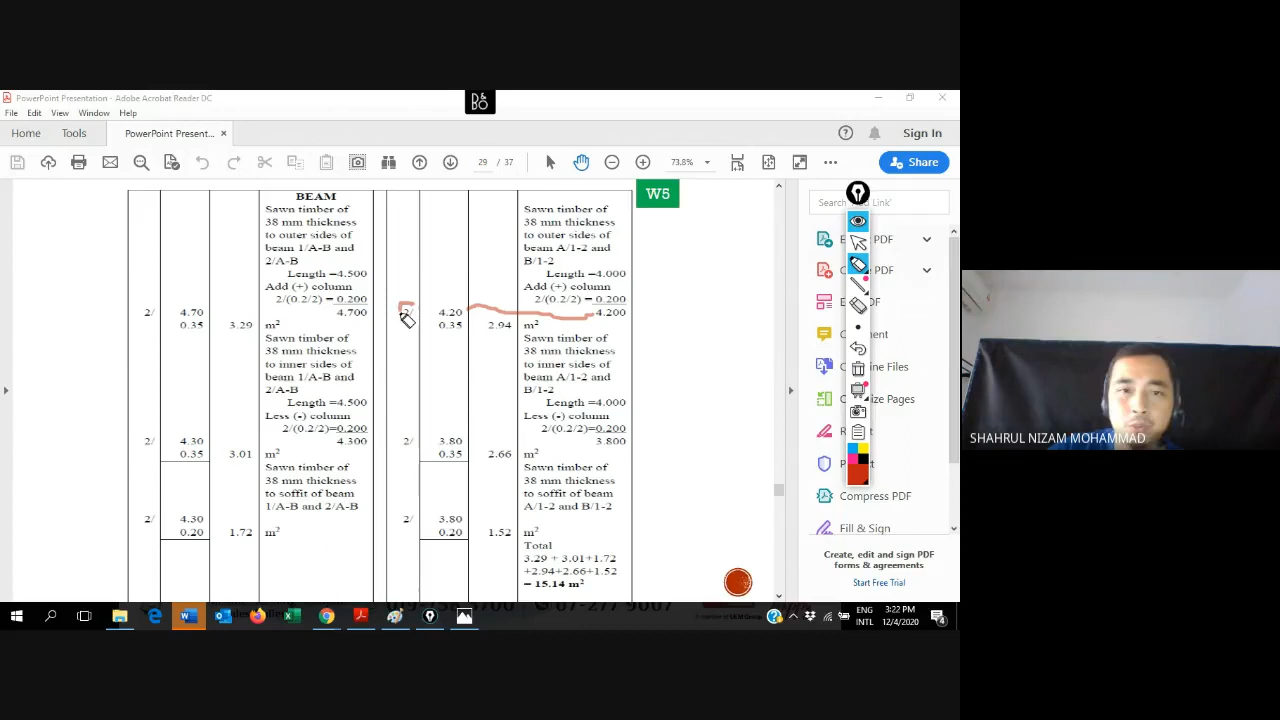 PowerPoint Presentation - Adobe Acrobat Reader DC
File Edit View Window Help
Home Tools PowerPoint Present... × Sign In
29 / 37 73.8% Share
D&BO
W5
BEAM
Sawn timber of
38 mm thickness
to outer sides of
beam 1/A-B and
2/A-B
Length =4.500
Add (+) column
2/(0.2/2) = 0.200
2/ 4.70 4.700
0.35 3.29 m²
Sawn timber of
38 mm thickness
to inner sides of
beam 1/A-B and
2/A-B
Length =4.500
Less (-) column
2/(0.2/2)=0.200
2/ 4.30 4.300
0.35 3.01 m²
Sawn timber of
38 mm thickness
to soffit of beam
1/A-B and 2/A-B
2/ 4.30
0.20 1.72 m²
Sawn timber of
38 mm thickness
to outer sides of
beam A/1-2 and
B/1-2
Length =4.000
Add (+) column
2/(0.2/2) = 0.200
2/ 4.20 4.200
0.35 2.94 m²
Sawn timber of
38 mm thickness
to inner sides of
beam A/1-2 and
B/1-2
Length =4.000
Less (-) column
2/(0.2/2)=0.200
2/ 3.80 3.800
0.35 2.66 m²
Sawn timber of
38 mm thickness
to soffit of beam
A/1-2 and B/1-2
2/ 3.80
0.20 1.52 m²
Total
3.29 + 3.01+1.72
+2.94+2.66+1.52
= 15.14 m²
Search
PDF
PDF
PDF
Files
Pages
Compress PDF
Fill & Sign
Create, edit and sign PDF
forms & agreements
Start Free Trial
SHAHRUL NIZAM MOHAMMAD
ENG
INTL
3:22 PM
12/4/2020
4